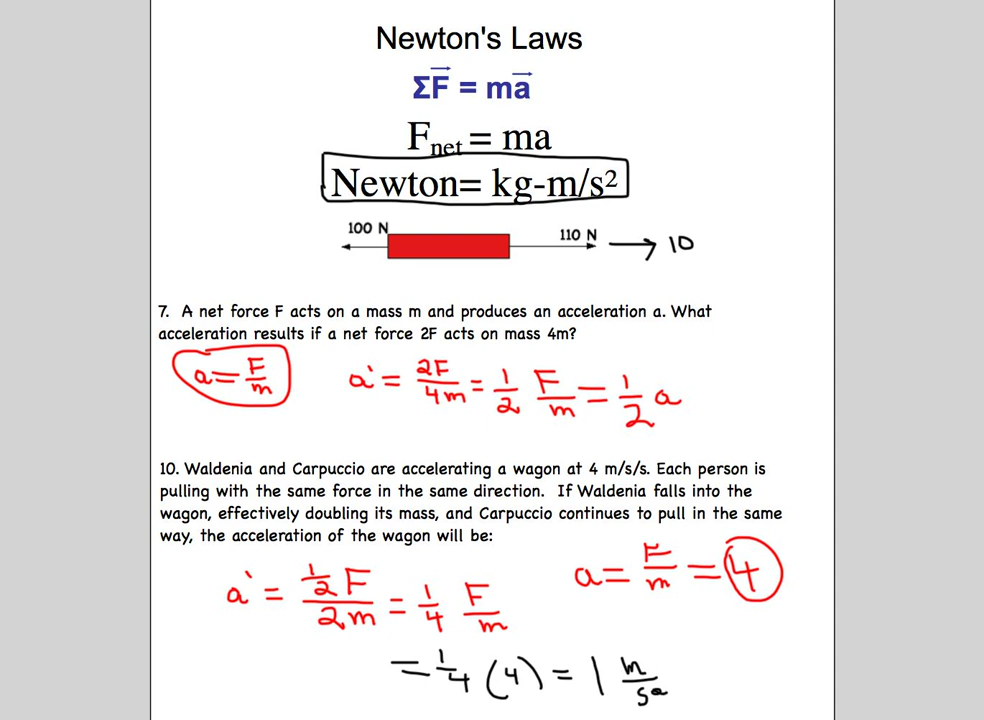 Newton's Laws
ΣF⃗ = ma⃗
Fnet = ma
Newton= kg-m/s²
100 N
110 N → 10
7. A net force F acts on a mass m and produces an acceleration a. What
acceleration results if a net force 2F acts on mass 4m?
a = F/m a' = 2F/4m = 1/2 F/m = 1/2 a
10. Waldenia and Carpuccio are accelerating a wagon at 4 m/s/s. Each person is
pulling with the same force in the same direction. If Waldenia falls into the
wagon, effectively doubling its mass, and Carpuccio continues to pull in the same
way, the acceleration of the wagon will be:
a = F/m = 4
a' = 1/2 F/2m = 1/4 F/m
= 1/4 (4) = 1 m/s²